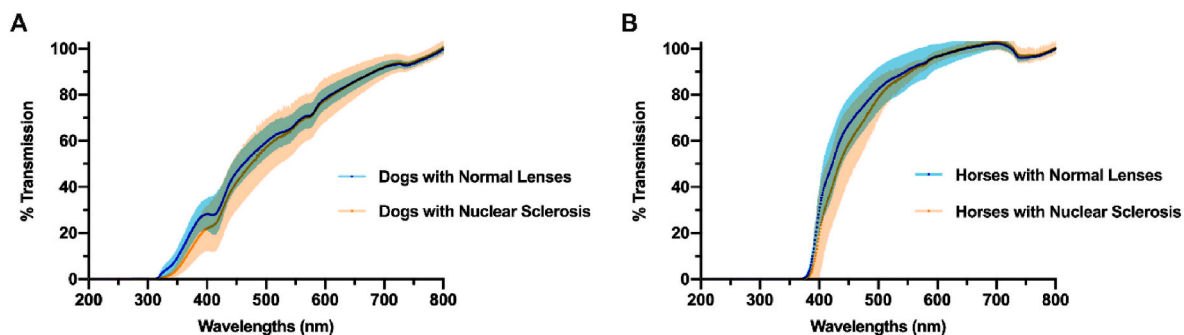 A
100
80
60
40
20
0
% Transmission
200 300 400 500 600 700 800
Wavelengths (nm)
Dogs with Normal Lenses
Dogs with Nuclear Sclerosis
B
100
80
60
40
20
0
% Transmission
200 300 400 500 600 700 800
Wavelengths (nm)
Horses with Normal Lenses
Horses with Nuclear Sclerosis